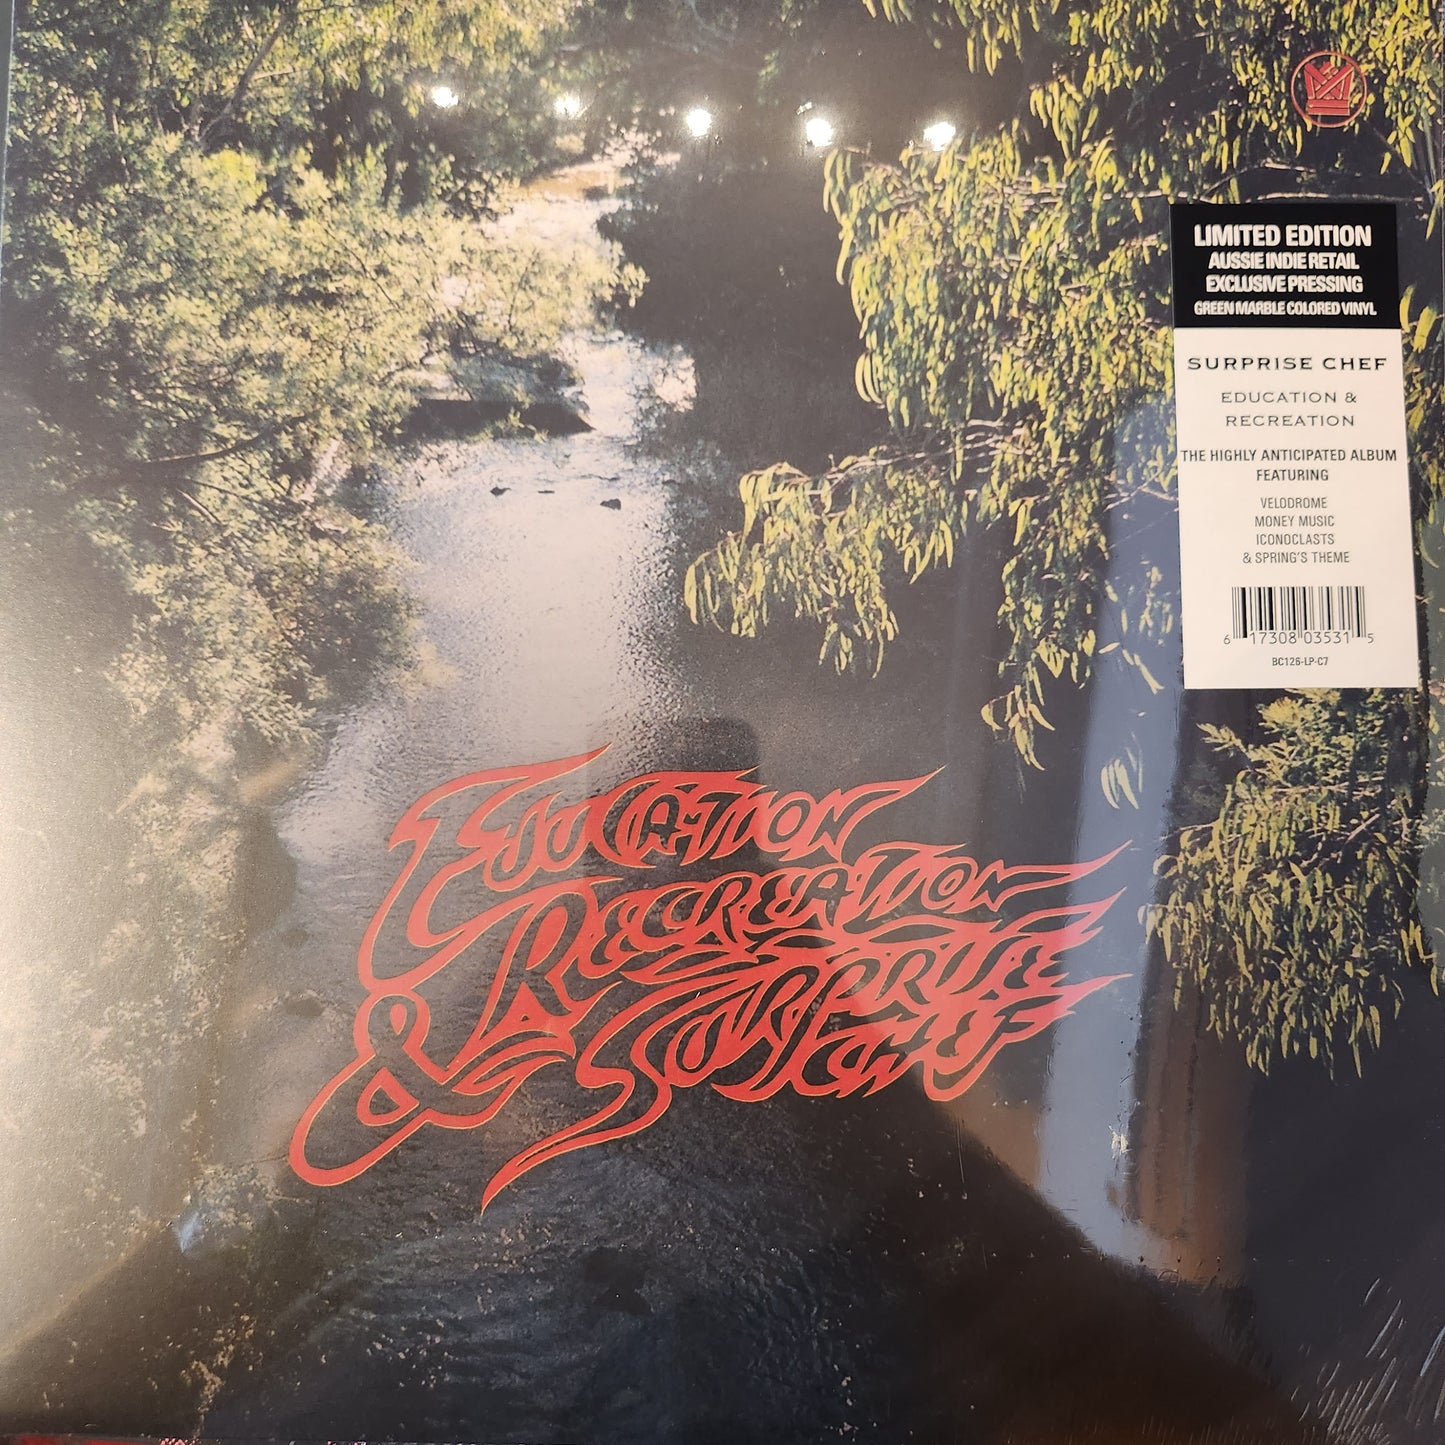 LIMITED EDITION
AUSSIE INDIE RETAIL
EXCLUSIVE PRESSING
GREEN MARBLE COLORED VINYL
SURPRISE CHEF
EDUCATION &
RECREATION
THE HIGHLY ANTICIPATED ALBUM
FEATURING
VELODROME
MONEY MUSIC
ICONOCLASTS
& SPRING'S THEME
6 17308 03531 5
BC126-LP-C7
EDUCATION
& RECREATION
SURPRISE
CHEF